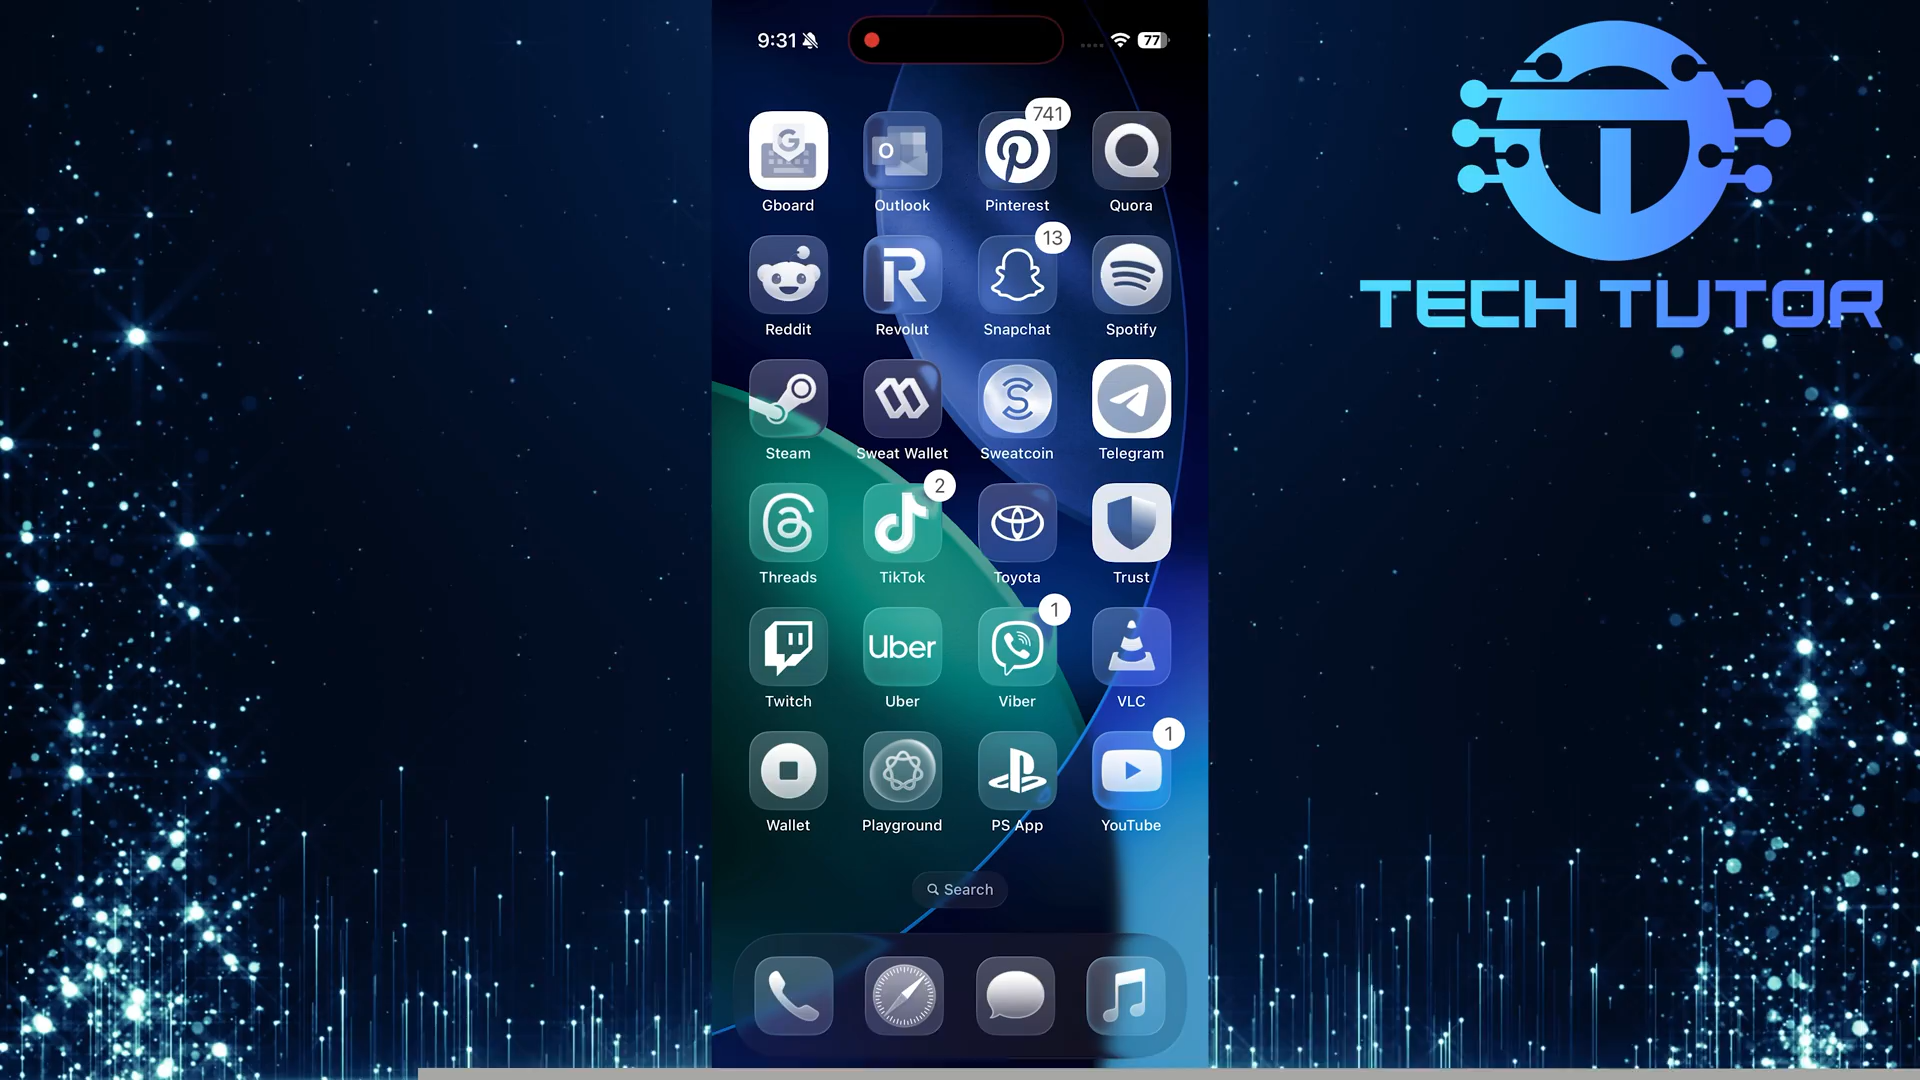 9:31
77
741
Gboard
Outlook
Pinterest
Quora
13
Reddit
Revolut
Snapchat
Spotify
Steam
Sweat Wallet
Sweatcoin
Telegram
2
Threads
TikTok
Toyota
Trust
1
Uber
Twitch
Uber
Viber
VLC
1
Wallet
Playground
PS App
YouTube
Search
TECH TUTOR